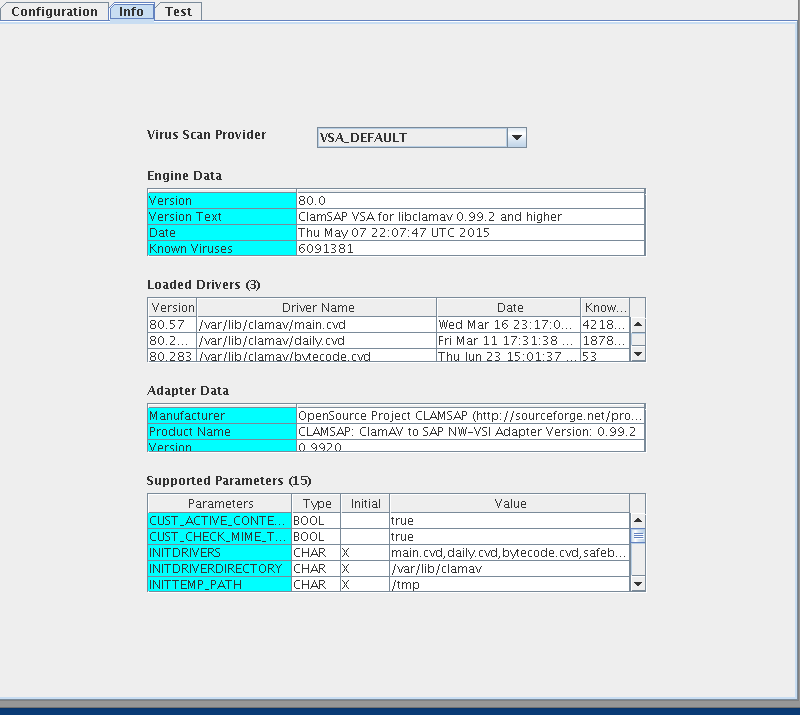 Configuration Info Test
Virus Scan Provider VSA_DEFAULT
Engine Data
Version 80.0
Version Text ClamSAP VSA for libclamav 0.99.2 and higher
Date Thu May 07 22:07:47 UTC 2015
Known Viruses 6091381
Loaded Drivers (3)
Version Driver Name Date Know...
80.57 /var/lib/clamav/main.cvd Wed Mar 16 23:17:0... 4218...
80.2... /var/lib/clamav/daily.cvd Fri Mar 11 17:31:38 ... 1878...
80.283 /var/lib/clamav/bytecode.cvd Thu Jun 23 15:01:37 ... 53
Adapter Data
Manufacturer OpenSource Project CLAMSAP (http://sourceforge.net/pro...
Product Name CLAMSAP: ClamAV to SAP NW-VSI Adapter Version: 0.99.2
Version 0.9920
Supported Parameters (15)
Parameters Type Initial Value
CUST_ACTIVE_CONTE... BOOL true
CUST_CHECK_MIME_T... BOOL true
INITDRIVERS CHAR X main.cvd,daily.cvd,bytecode.cvd,safeb...
INITDRIVERDIRECTORY CHAR X /var/lib/clamav
INITTEMP_PATH CHAR X /tmp